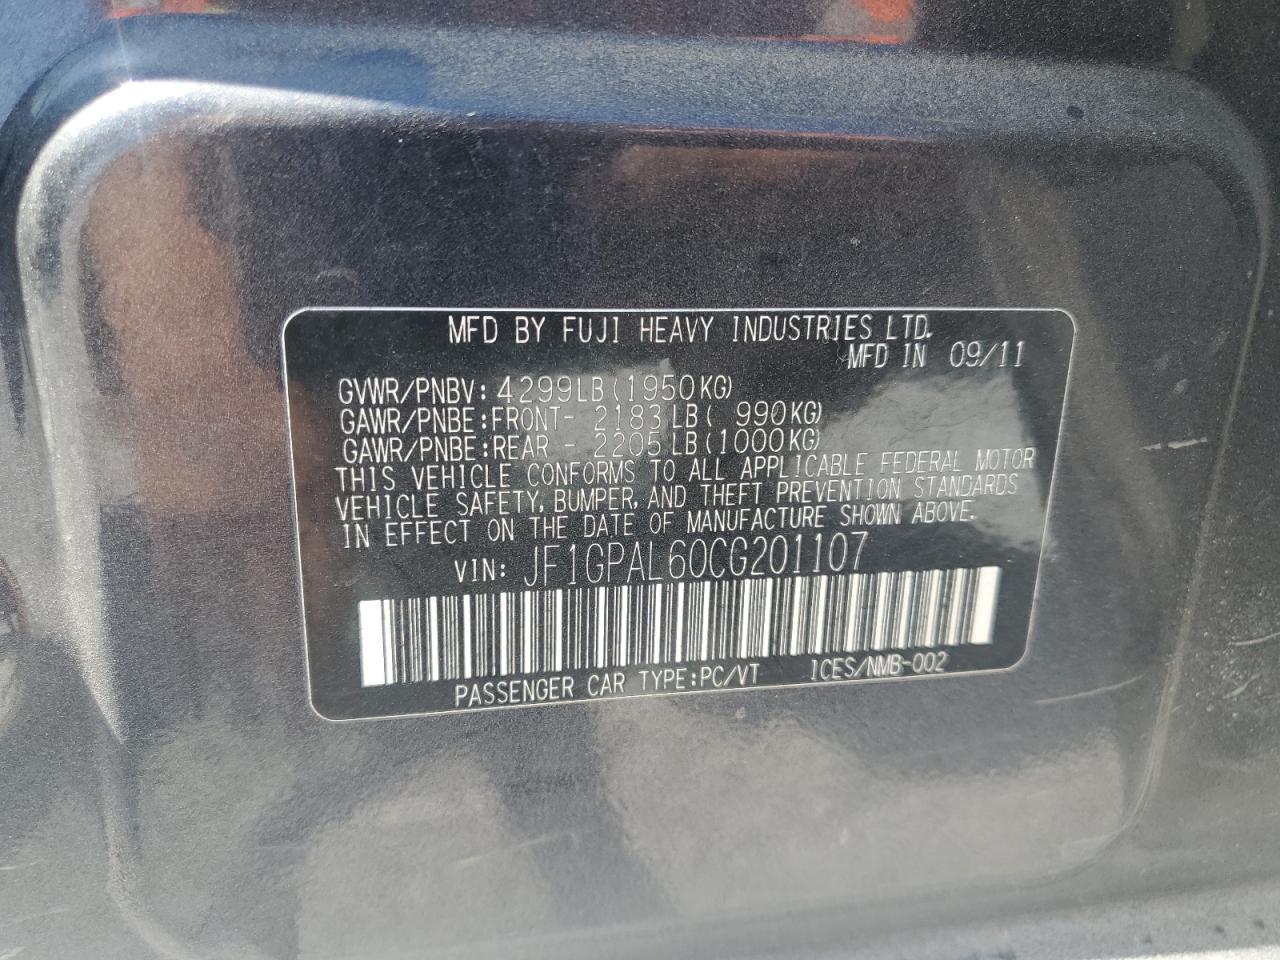 MFD BY FUJI HEAVY INDUSTRIES LTD.
MFD IN 09/11
GVWR/PNBV: 4299LB(1950KG)
GAWR/PNBE:FRONT- 2183LB( 990KG)
GAWR/PNBE:REAR - 2205LB(1000KG)
THIS VEHICLE CONFORMS TO ALL APPLICABLE FEDERAL MOTOR
VEHICLE SAFETY, BUMPER, AND THEFT PREVENTION STANDARDS
IN EFFECT ON THE DATE OF MANUFACTURE SHOWN ABOVE.
VIN: JF1GPAL60CG201107
PASSENGER CAR TYPE:PC/VT ICES/NMB-002